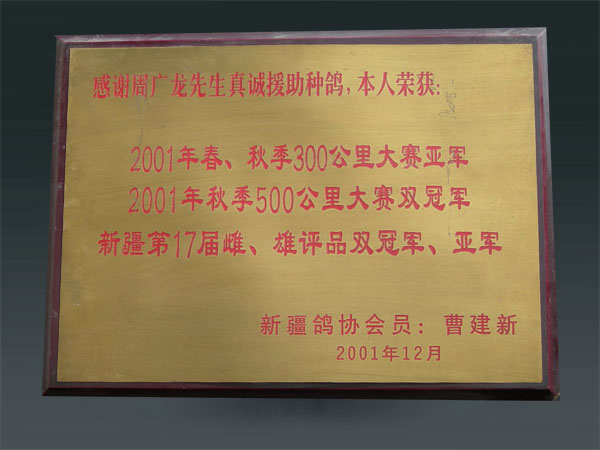 感谢周广龙先生真诚援助种鸽，本人荣获：
2001年春、秋季300公里大赛亚军
2001年秋季500公里大赛双冠军
新疆第17届雌、雄评品双冠军、亚军
新疆鸽协会员：曹建新
2001年12月